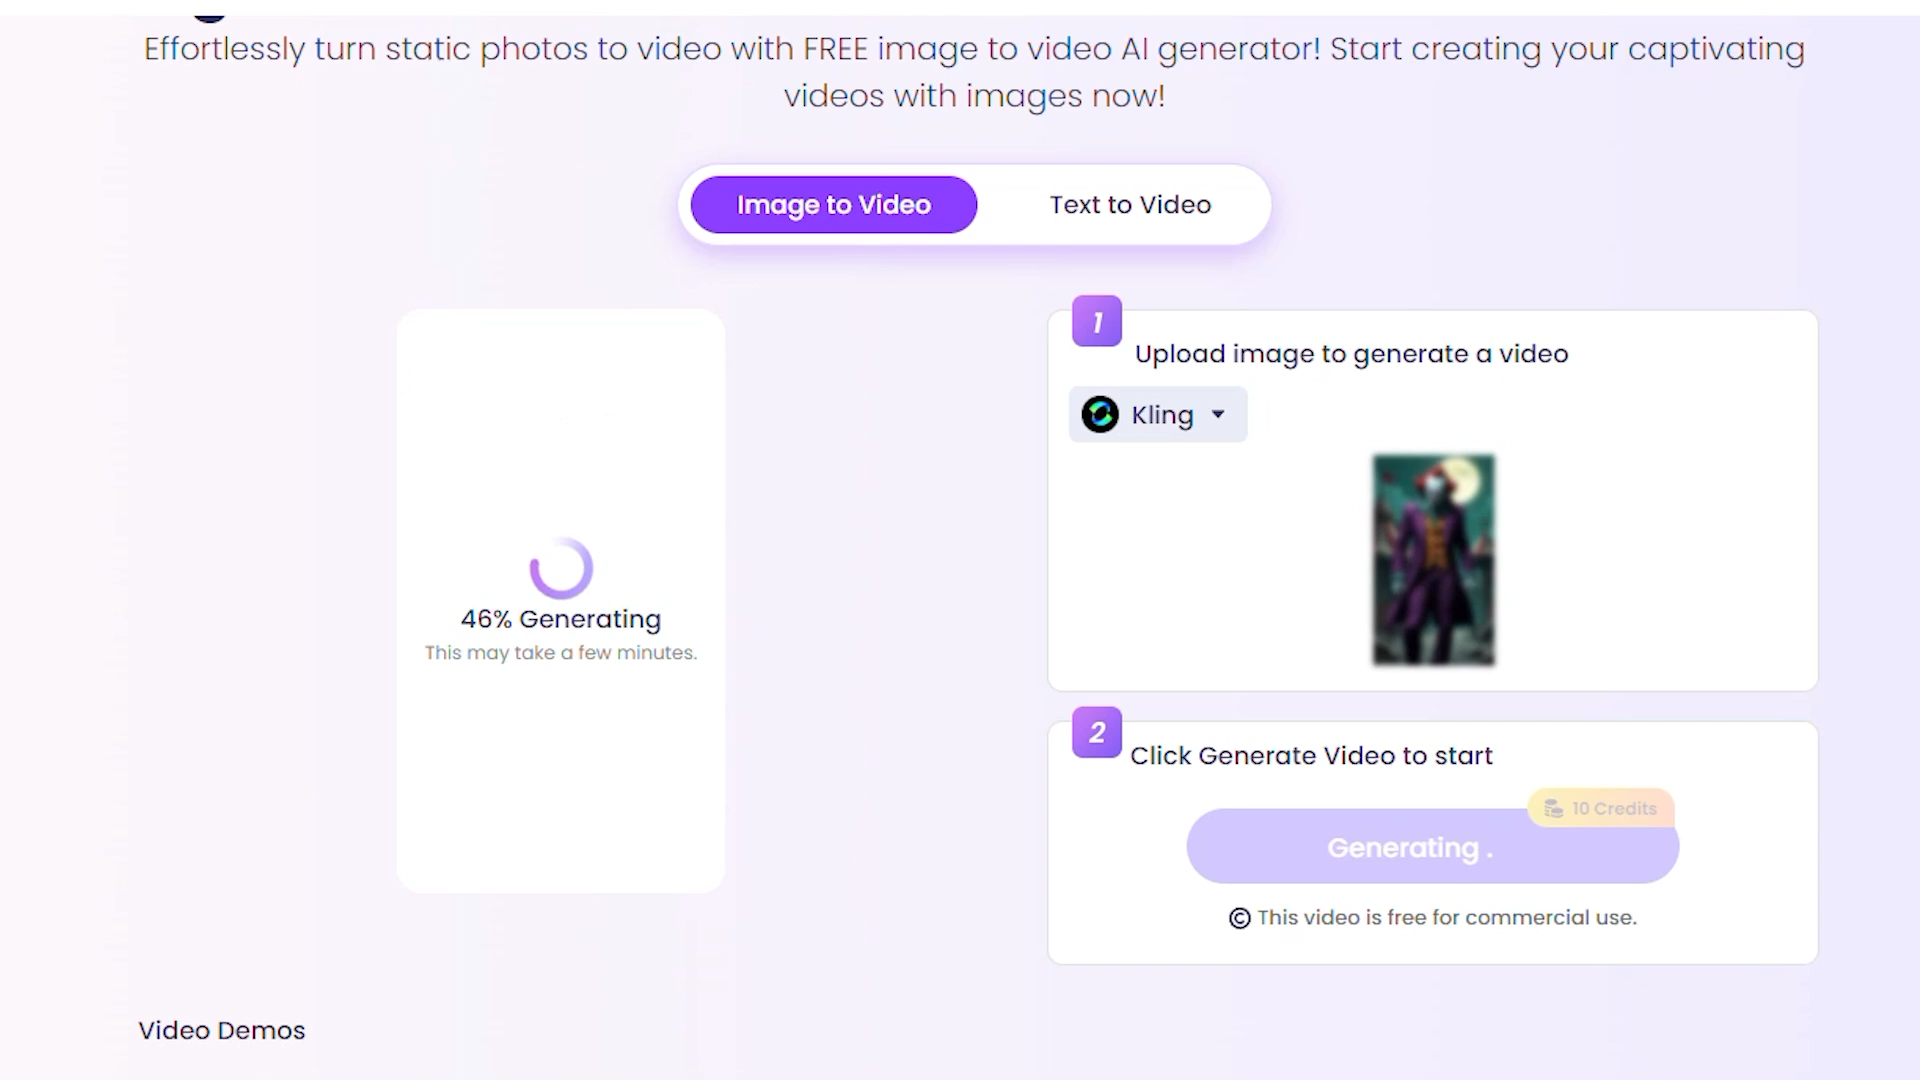 Effortlessly turn static photos to video with FREE image to video AI generator! Start creating your captivating
videos with images now!
Image to Video
Text to Video
1
Upload image to generate a video
Kling
46% Generating
This may take a few minutes.
2
Click Generate Video to start
10 Credits
Generating .
© This video is free for commercial use.
Video Demos